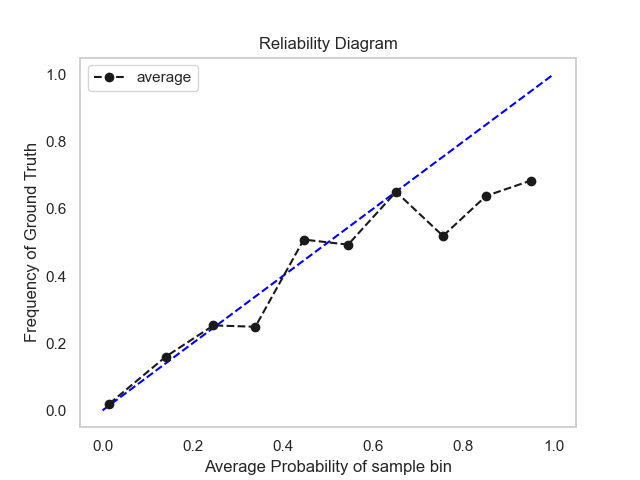 Reliability Diagram
average
1.0
0.8
0.6
0.4
0.2
0.0
Frequency of Ground Truth
0.0 0.2 0.4 0.6 0.8 1.0
Average Probability of sample bin